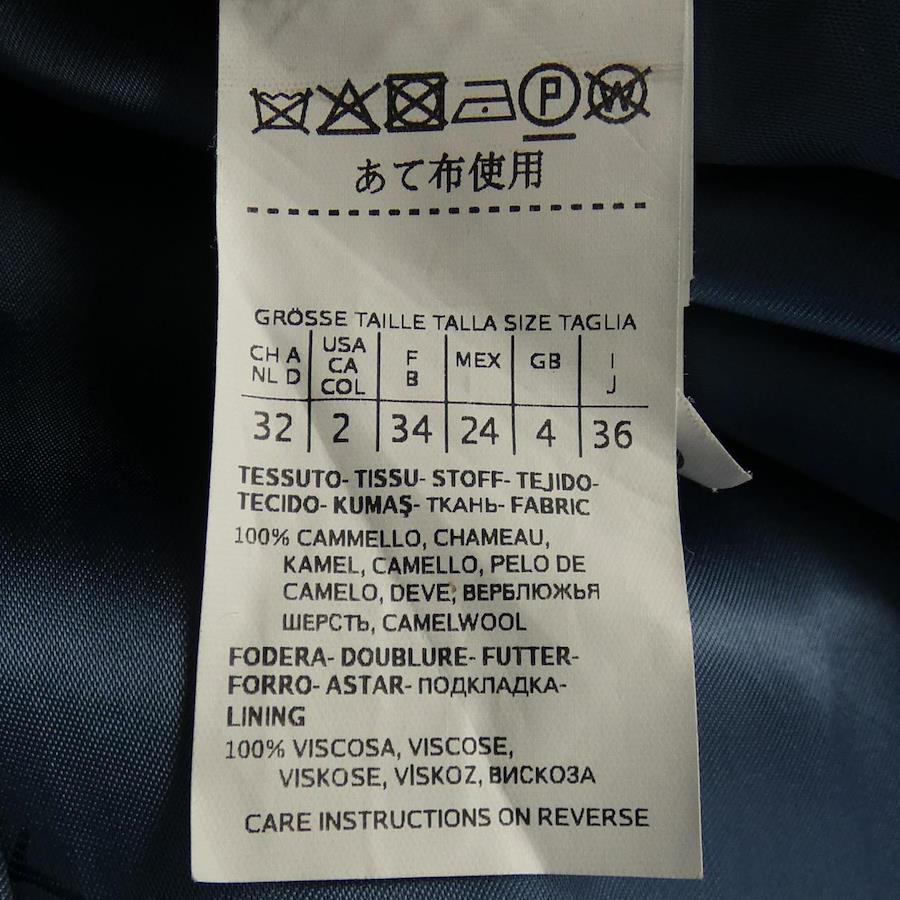 P W
あて布使用
GRÖSSE TAILLE TALLA SIZE TAGLIA
CH A NL D USA CA COL F B MEX GB I J
32 2 34 24 4 36
TESSUTO- TISSU- STOFF- TEJIDO-
TECIDO- KUMAŞ- ТКАНЬ- FABRIC
100% CAMMELLO, CHAMEAU,
KAMEL, CAMELLO, PELO DE
CAMELO, DEVE, ВЕРБЛЮЖЬЯ
ШЕРСТЬ, CAMELWOOL
FODERA- DOUBLURE- FUTTER-
FORRO- ASTAR- ПОДКЛАДКА-
LINING
100% VISCOSA, VISCOSE,
VISKOSE, VİSKOZ, ВИСКОЗА
CARE INSTRUCTIONS ON REVERSE